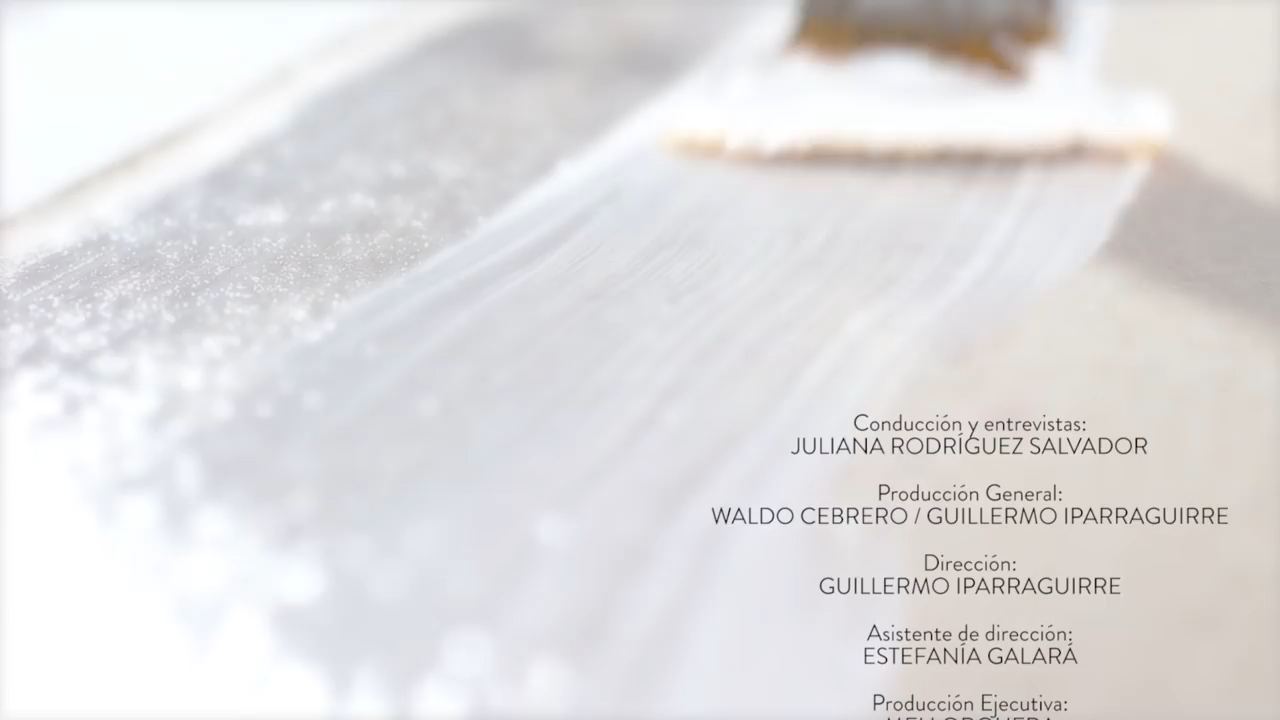 Conducción y entrevistas:
JULIANA RODRÍGUEZ SALVADOR
Producción General:
WALDO CEBRERO / GUILLERMO IPARRAGUIRRE
Dirección:
GUILLERMO IPARRAGUIRRE
Asistente de dirección:
ESTEFANÍA GALARÁ
Producción Ejecutiva: